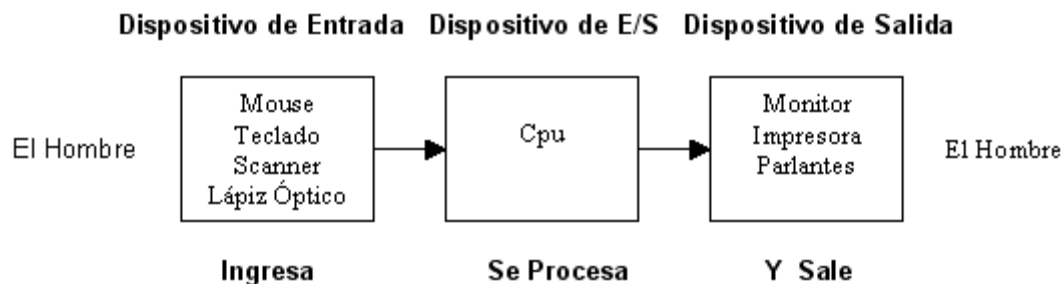 Dispositivo de Entrada Dispositivo de E/S Dispositivo de Salida
El Hombre
Mouse
Teclado
Scanner
Lápiz Óptico
Cpu
Monitor
Impresora
Parlantes
El Hombre
Ingresa Se Procesa Y Sale